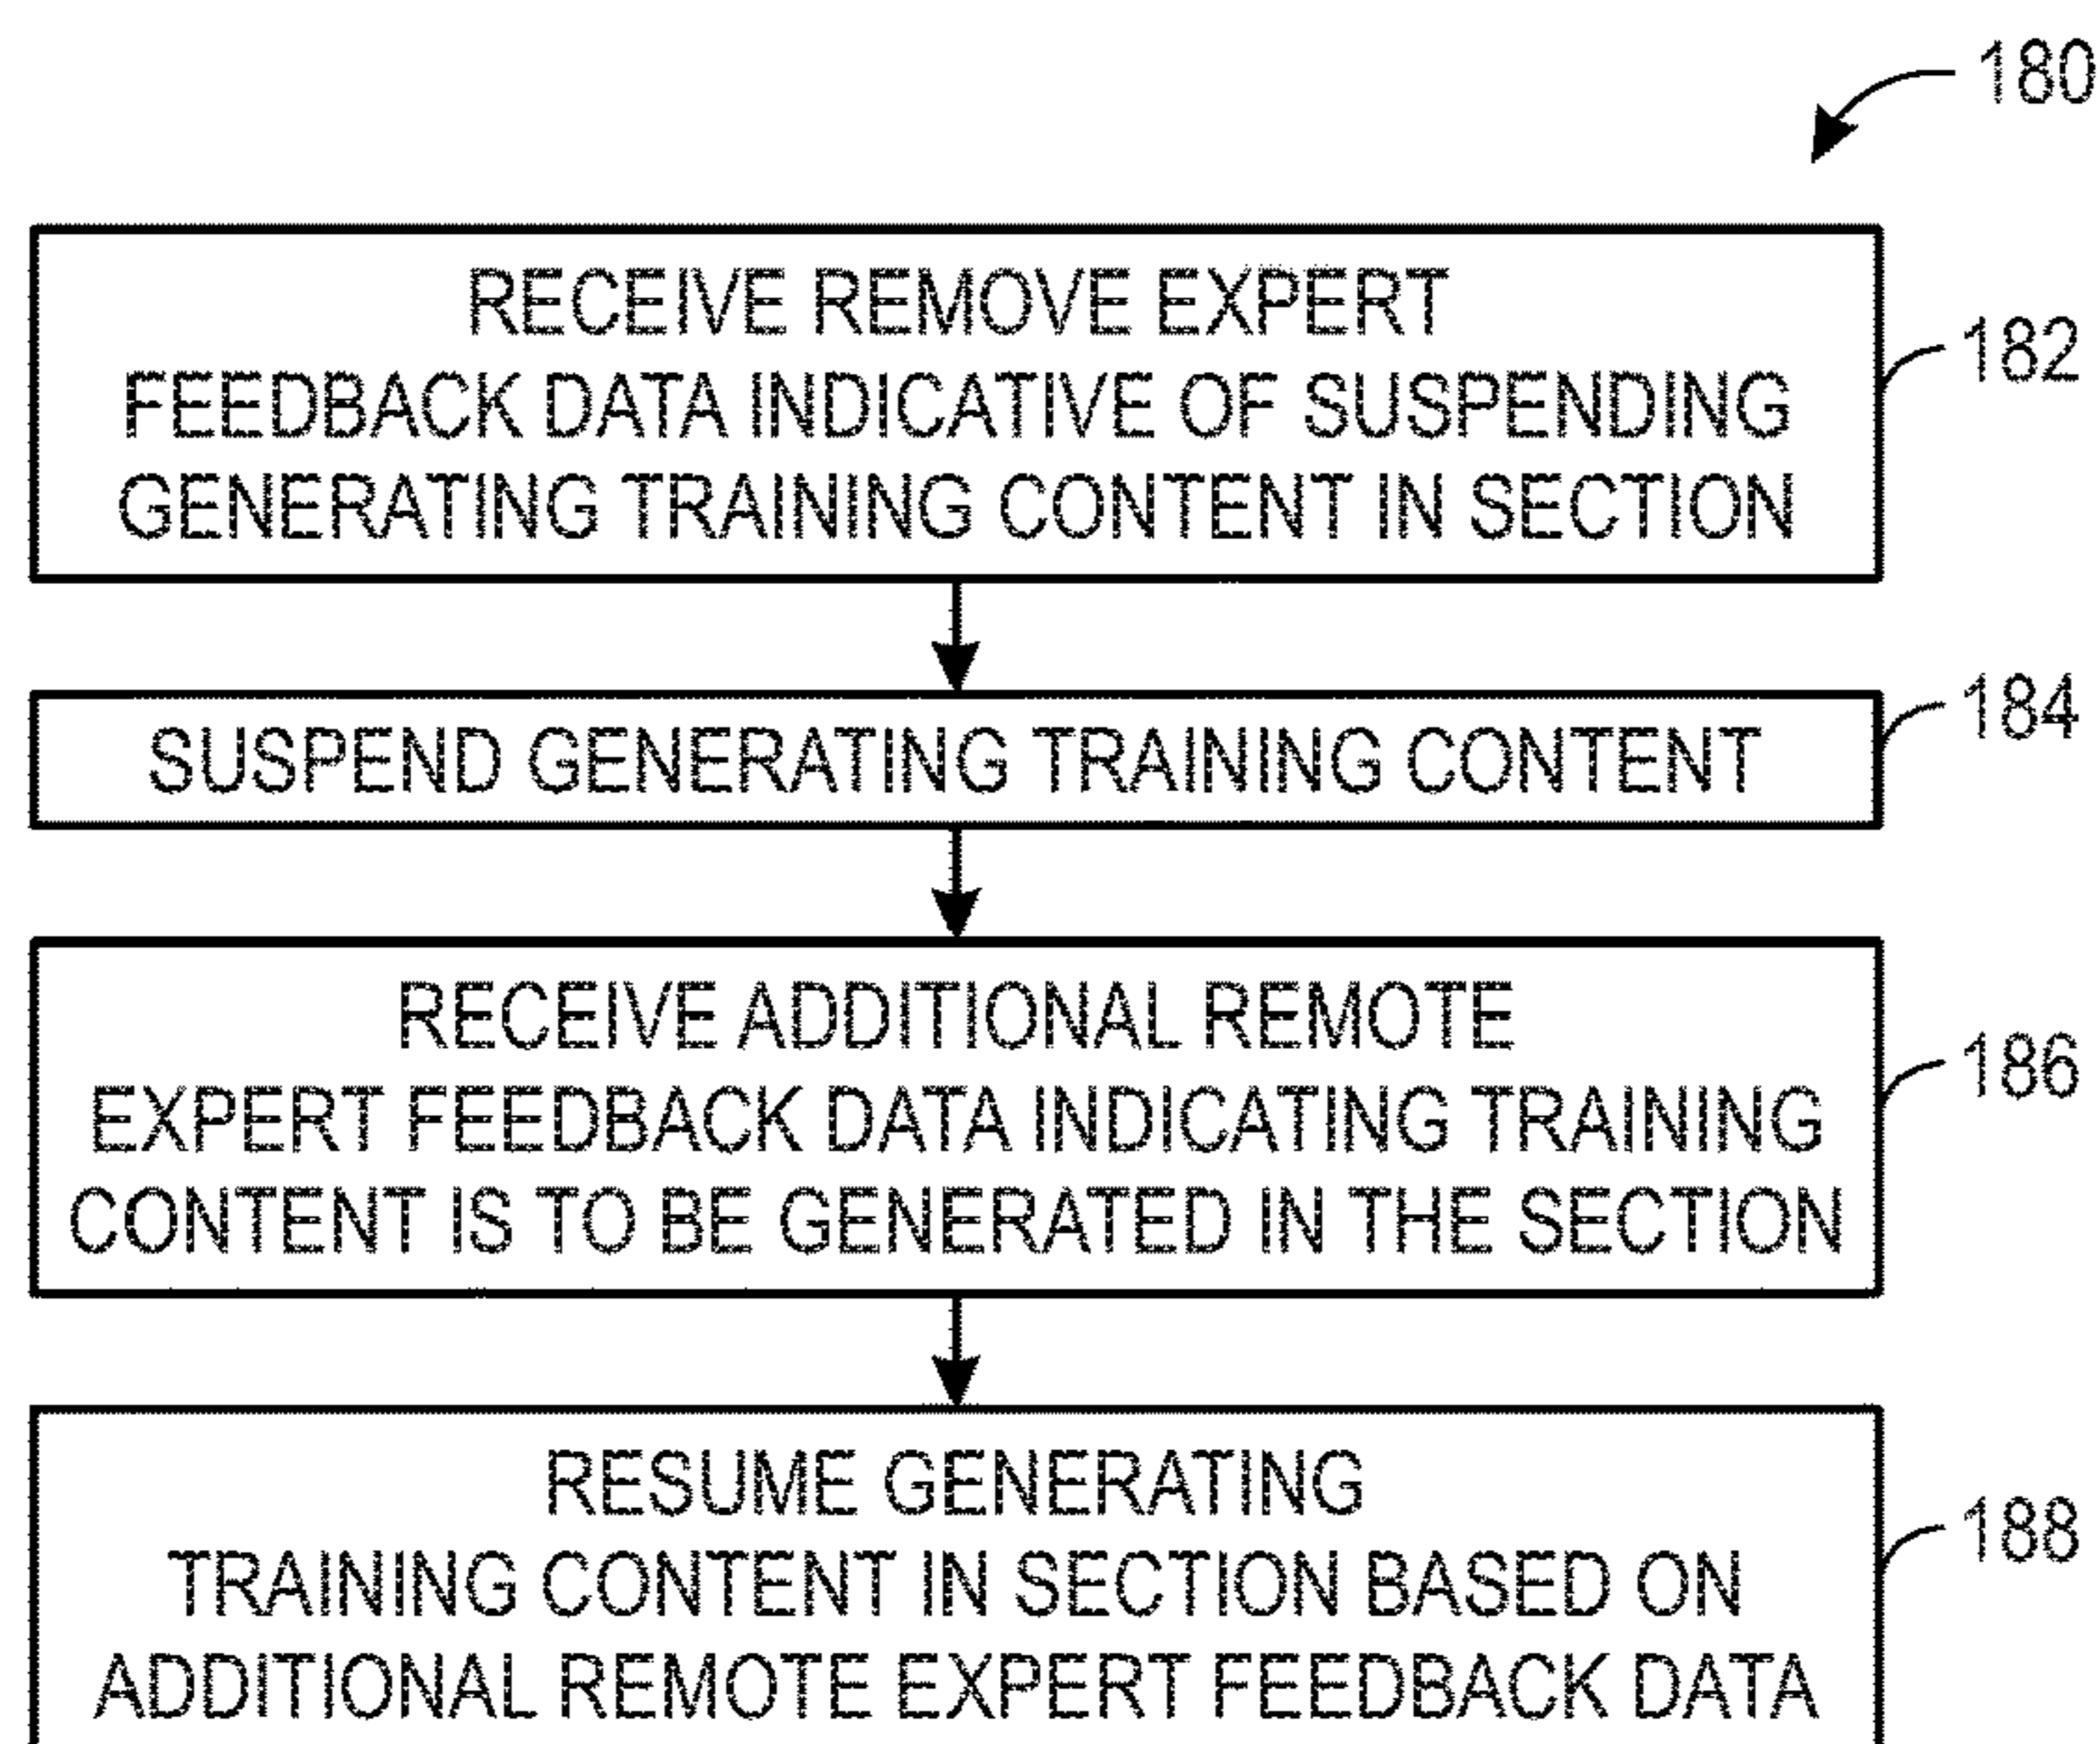 180
RECEIVE REMOVE EXPERT
FEEDBACK DATA INDICATIVE OF SUSPENDING
GENERATING TRAINING CONTENT IN SECTION
182
SUSPEND GENERATING TRAINING CONTENT
184
RECEIVE ADDITIONAL REMOTE
EXPERT FEEDBACK DATA INDICATING TRAINING
CONTENT IS TO BE GENERATED IN THE SECTION
186
RESUME GENERATING
TRAINING CONTENT IN SECTION BASED ON
ADDITIONAL REMOTE EXPERT FEEDBACK DATA
188